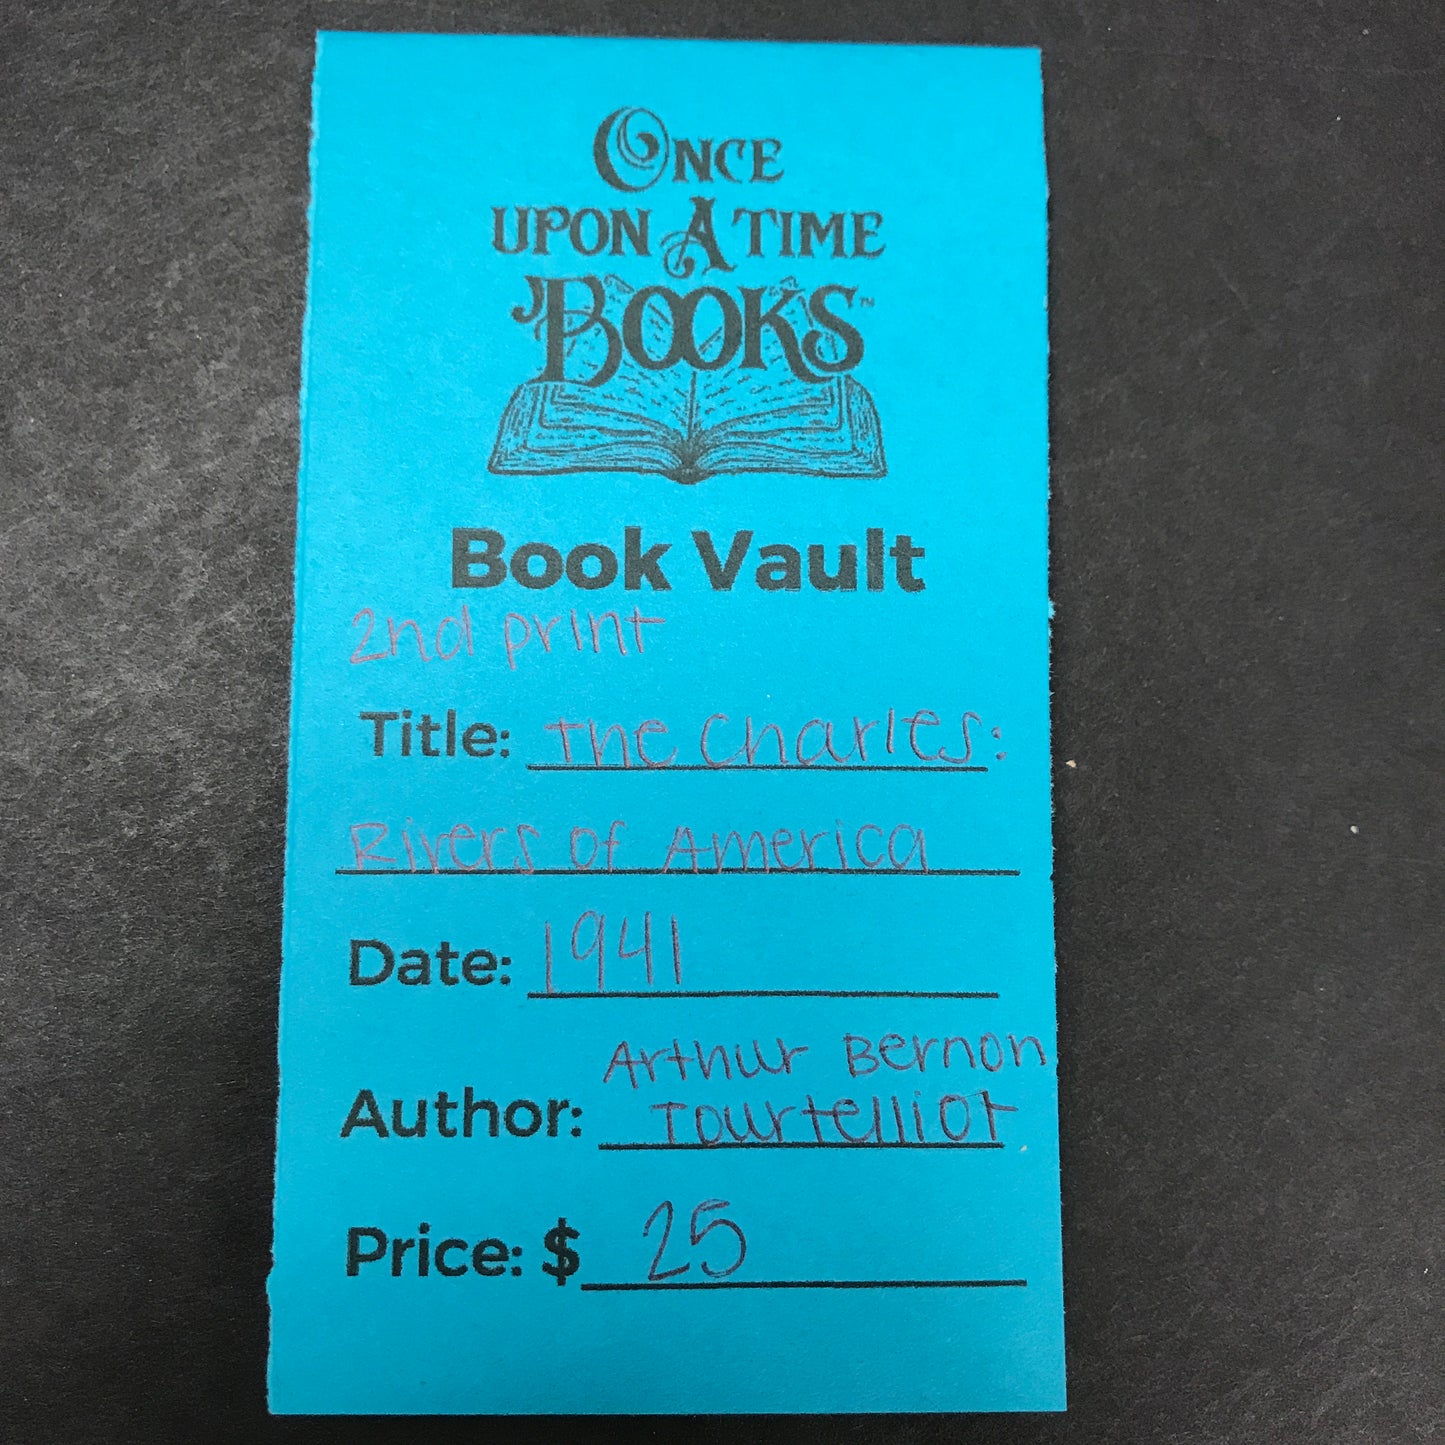 ONCE
UPON A TIME
BOOKS™
Book Vault
2nd print
Title: The Charles:
Rivers of America
Date: 1941
Arthur Bernon
Author: Tourtelliot
Price: $ 25